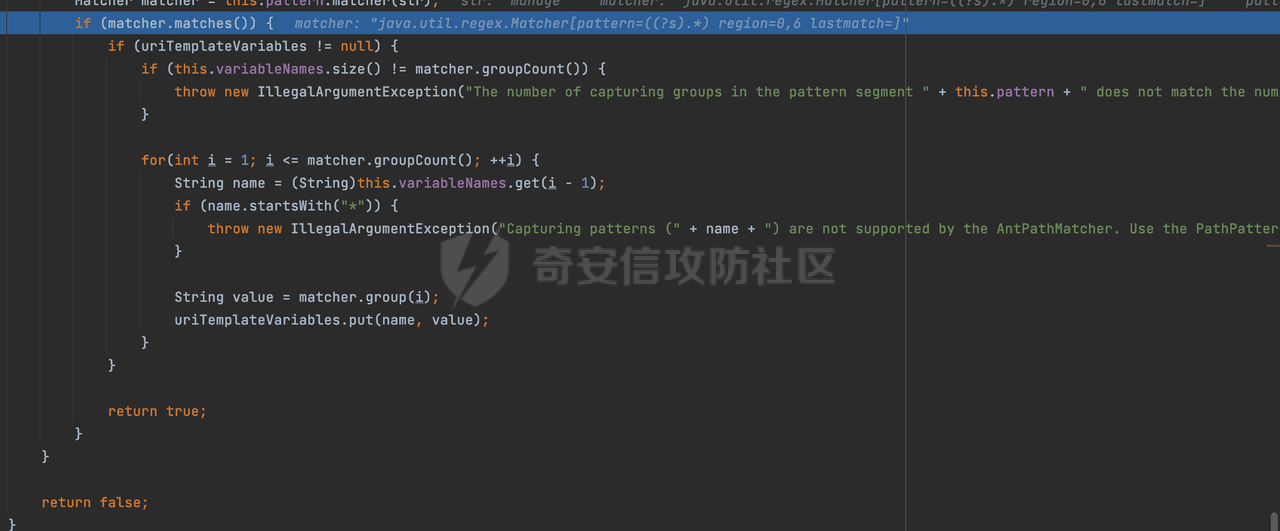 Matcher matcher = this.pattern.matcher(str); str: "manage" matcher: "java.util.regex.Matcher[pattern=((?s).*) region=0,6 lastmatch=]"
if (matcher.matches()) { matcher: "java.util.regex.Matcher[pattern=((?s).*) region=0,6 lastmatch=]"
if (uriTemplateVariables != null) {
if (this.variableNames.size() != matcher.groupCount()) {
throw new IllegalArgumentException("The number of capturing groups in the pattern segment " + this.pattern + " does not match the num
}
for(int i = 1; i <= matcher.groupCount(); ++i) {
String name = (String)this.variableNames.get(i - 1);
if (name.startsWith("*")) {
throw new IllegalArgumentException("Capturing patterns (" + name + ") are not supported by the AntPathMatcher. Use the PathPatter
}
奇安信攻防社区
String value = matcher.group(i);
uriTemplateVariables.put(name, value);
}
}
return true;
}
}
return false;
}